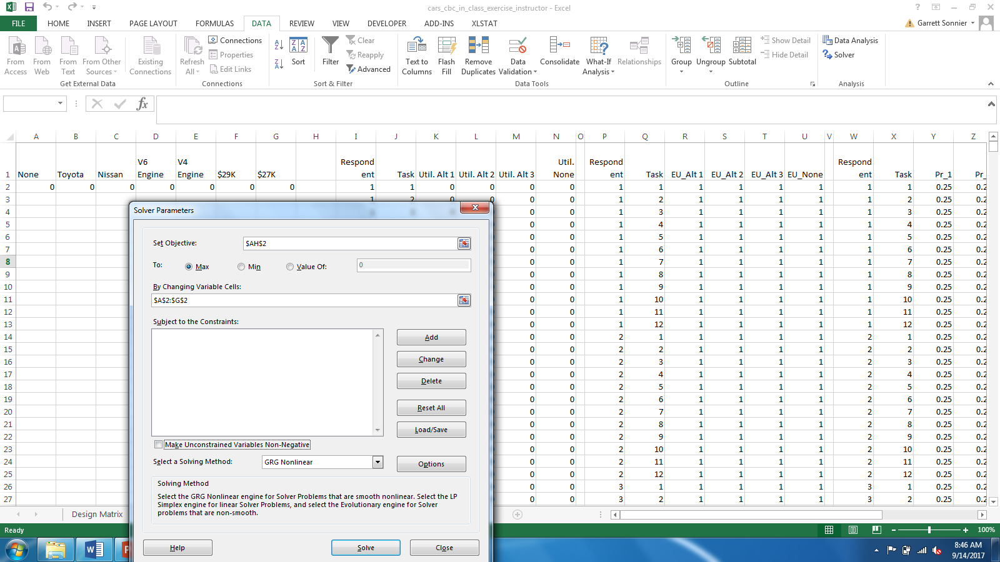 cars_cbc_in_class_exercise_instructor - Excel
FILE HOME INSERT PAGE LAYOUT FORMULAS DATA REVIEW VIEW DEVELOPER ADD-INS XLSTAT Garrett Sonnier
From Access From Web From Text From Other Sources Existing Connections Refresh All Connections Properties Edit Links Sort Filter Clear Reapply Advanced Text to Columns Flash Fill Remove Duplicates Data Validation Consolidate What-If Analysis Relationships Group Ungroup Subtotal Show Detail Hide Detail Data Analysis Solver
Get External Data Connections Sort & Filter Data Tools Outline Analysis
fx
A B C D E F G H I J K L M N O P Q R S T U V W X Y Z
1 None Toyota Nissan V6 Engine V4 Engine $29K $27K Respondent Task Util. Alt 1 Util. Alt 2 Util. Alt 3 Util. None Respondent Task EU_Alt 1 EU_Alt 2 EU_Alt 3 EU_None Respondent Task Pr_1 Pr_
2 0 0 0 0 0 0 0 1 1 0 0 0 0 1 1 1 1 1 1 1 1 0.25 0.2
3 1 2 0 0 0 0 1 2 1 1 1 1 1 2 0.25 0.2
4 0 0 1 3 1 1 1 1 1 3 0.25 0.2
5 0 0 1 4 1 1 1 1 1 4 0.25 0.2
6 0 0 1 5 1 1 1 1 1 5 0.25 0.2
7 0 0 1 6 1 1 1 1 1 6 0.25 0.2
8 0 0 1 7 1 1 1 1 1 7 0.25 0.2
9 0 0 1 8 1 1 1 1 1 8 0.25 0.2
10 0 0 1 9 1 1 1 1 1 9 0.25 0.2
11 0 0 1 10 1 1 1 1 1 10 0.25 0.2
12 0 0 1 11 1 1 1 1 1 11 0.25 0.2
13 0 0 1 12 1 1 1 1 1 12 0.25 0.2
14 0 0 2 1 1 1 1 1 2 1 0.25 0.2
15 0 0 2 2 1 1 1 1 2 2 0.25 0.2
16 0 0 2 3 1 1 1 1 2 3 0.25 0.2
17 0 0 2 4 1 1 1 1 2 4 0.25 0.2
18 0 0 2 5 1 1 1 1 2 5 0.25 0.2
19 0 0 2 6 1 1 1 1 2 6 0.25 0.2
20 0 0 2 7 1 1 1 1 2 7 0.25 0.2
21 0 0 2 8 1 1 1 1 2 8 0.25 0.2
22 0 0 2 9 1 1 1 1 2 9 0.25 0.2
23 0 0 2 10 1 1 1 1 2 10 0.25 0.2
24 0 0 2 11 1 1 1 1 2 11 0.25 0.2
25 0 0 2 12 1 1 1 1 2 12 0.25 0.2
26 0 0 3 1 1 1 1 1 3 1 0.25 0.2
27 0 0 3 2 1 1 1 1 3 2 0.25 0.2
Solver Parameters
Set Objective: $AH$2
To: Max Min Value Of: 0
By Changing Variable Cells:
$A$2:$G$2
Subject to the Constraints:
Add
Change
Delete
Reset All
Load/Save
Make Unconstrained Variables Non-Negative
Select a Solving Method: GRG Nonlinear Options
Solving Method
Select the GRG Nonlinear engine for Solver Problems that are smooth nonlinear. Select the LP
Simplex engine for linear Solver Problems, and select the Evolutionary engine for Solver
problems that are non-smooth.
Help Solve Close
Design Matrix
Ready 100%
8:46 AM
9/14/2017